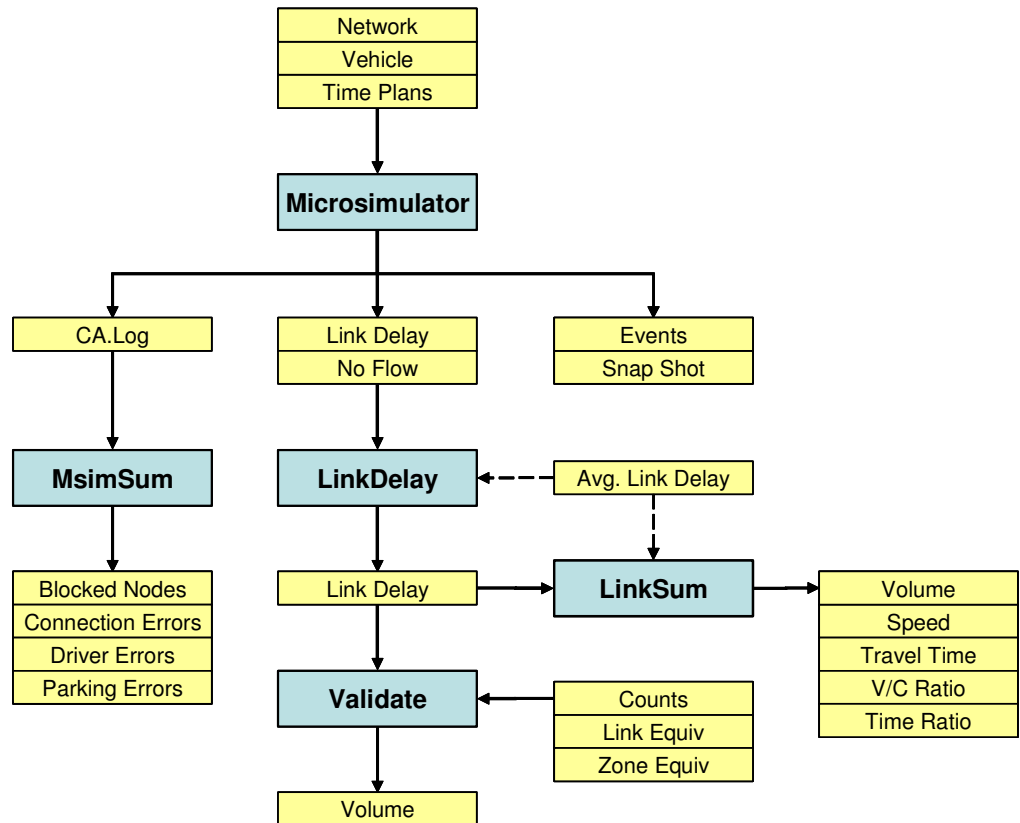 Network
Vehicle
Time Plans
Microsimulator
CA.Log
Link Delay
No Flow
Events
Snap Shot
MsimSum
LinkDelay
Avg. Link Delay
Blocked Nodes
Connection Errors
Driver Errors
Parking Errors
Link Delay
LinkSum
Volume
Speed
Travel Time
V/C Ratio
Time Ratio
Validate
Counts
Link Equiv
Zone Equiv
Volume